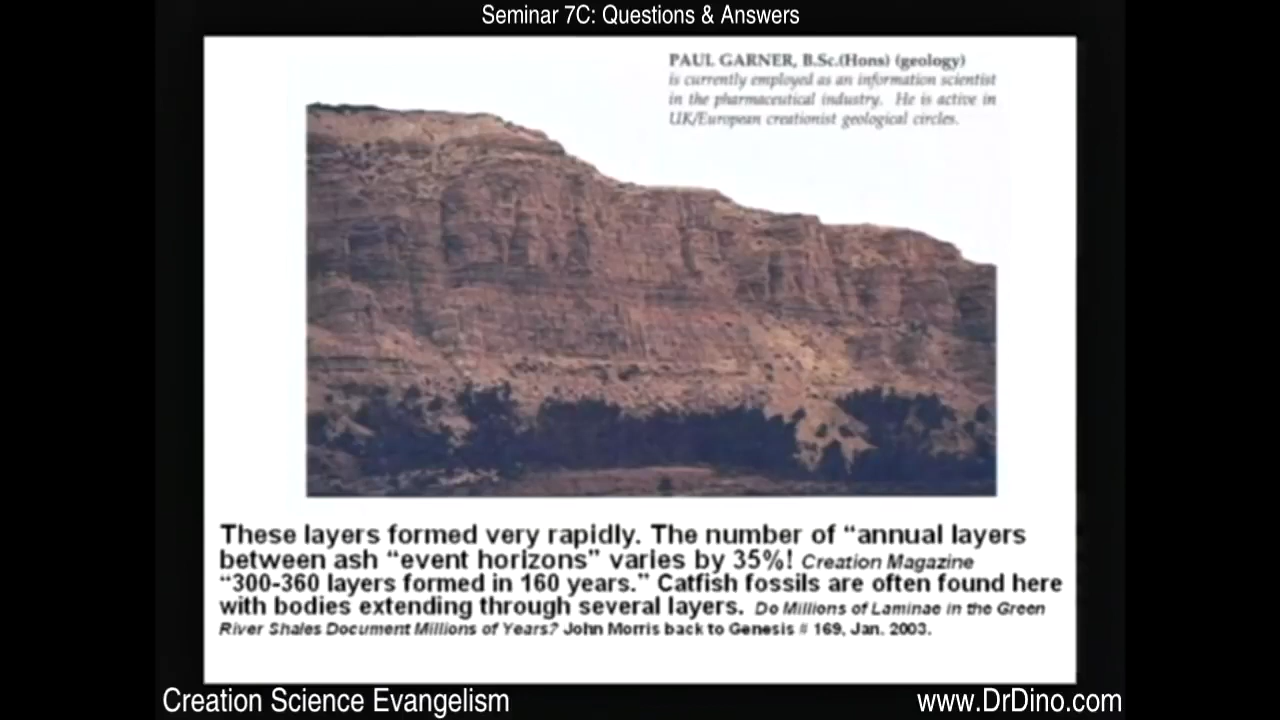 Seminar 7C: Questions & Answers
PAUL GARNER, B.Sc.(Hons) (geology)
is currently employed as an information scientist
in the pharmaceutical industry. He is active in
UK/European creationist geological circles.
These layers formed very rapidly. The number of “annual layers
between ash “event horizons” varies by 35%! Creation Magazine
“300-360 layers formed in 160 years.” Catfish fossils are often found here
with bodies extending through several layers. Do Millions of Laminae in the Green
River Shales Document Millions of Years? John Morris back to Genesis # 169, Jan. 2003.
Creation Science Evangelism
www.DrDino.com